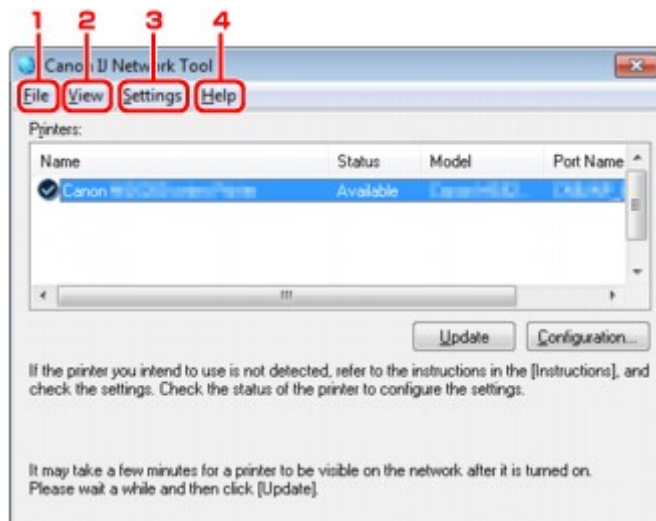 1 2 3 4
Canon IJ Network Tool
File View Settings Help
Printers:
Name Status Model Port Name
Canon Available
Update Configuration...
If the printer you intend to use is not detected, refer to the instructions in the [Instructions], and
check the settings. Check the status of the printer to configure the settings.
It may take a few minutes for a printer to be visible on the network after it is turned on.
Please wait a while and then click [Update].